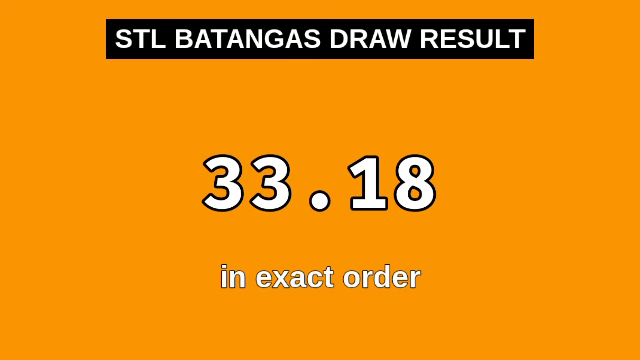 STL BATANGAS DRAW RESULT
33.18
in exact order